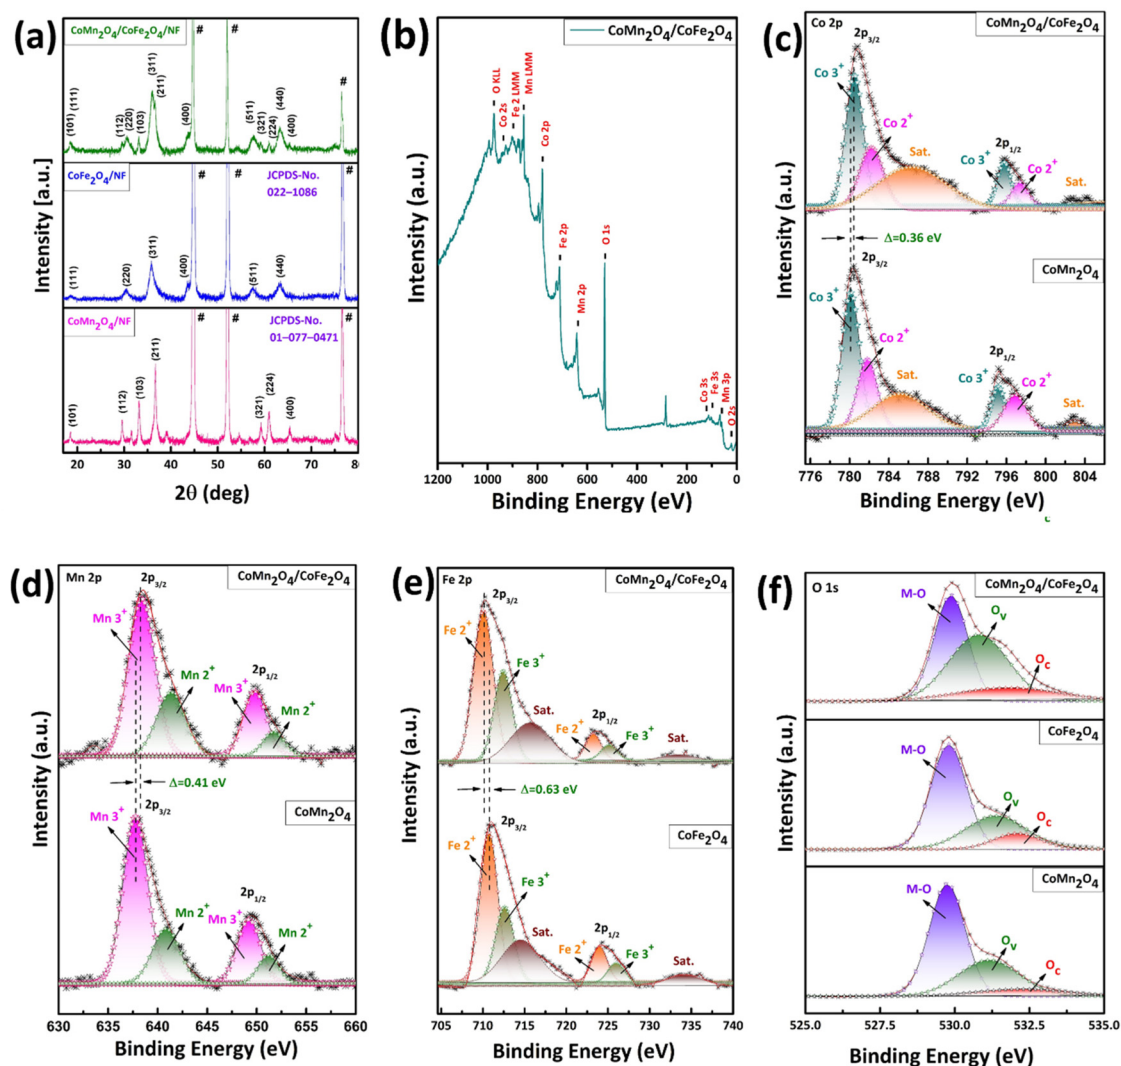 (a)
CoMn₂O₄/CoFe₂O₄/NF
#
#
#
(101)
(111)
(112)
(220)
(103)
(311)
(211)
(400)
(511)
(321)
(224)
(440)
(400)
CoFe₂O₄/NF
#
#
#
JCPDS-No.
022–1086
(111)
(220)
(311)
(400)
(511)
(440)
CoMn₂O₄/NF
#
#
#
JCPDS-No.
01–077–0471
(101)
(112)
(103)
(211)
(321)
(224)
(400)
Intensity [a.u.]
20 30 40 50 60 70 80
2θ (deg)
(b)
CoMn₂O₄/CoFe₂O₄
O KLL
Co 2s
Fe 2 LMM
Mn LMM
Co 2p
Fe 2p
Mn 2p
O 1s
Co 3s
Fe 3s
Mn 3p
O 2s
Intensity (a.u.)
1200 1000 800 600 400 200 0
Binding Energy (eV)
(c)
Co 2p
CoMn₂O₄/CoFe₂O₄
2p₃/₂
Co 3⁺
Co 2⁺
Sat.
2p₁/₂
Co 3⁺
Co 2⁺
Sat.
Δ=0.36 eV
CoMn₂O₄
2p₃/₂
Co 3⁺
Co 2⁺
Sat.
2p₁/₂
Co 3⁺
Co 2⁺
Sat.
Intensity (a.u.)
776 780 784 788 792 796 800 804
Binding Energy (eV)
c
(d)
Mn 2p
CoMn₂O₄/CoFe₂O₄
2p₃/₂
Mn 3⁺
Mn 2⁺
2p₁/₂
Mn 3⁺
Mn 2⁺
Δ=0.41 eV
CoMn₂O₄
2p₃/₂
Mn 3⁺
Mn 2⁺
2p₁/₂
Mn 3⁺
Mn 2⁺
Intensity (a.u.)
630 635 640 645 650 655 660
Binding Energy (eV)
(e)
Fe 2p
CoMn₂O₄/CoFe₂O₄
2p₃/₂
Fe 2⁺
Fe 3⁺
Sat.
2p₁/₂
Fe 2⁺
Fe 3⁺
Sat.
Δ=0.63 eV
CoFe₂O₄
2p₃/₂
Fe 2⁺
Fe 3⁺
Sat.
2p₁/₂
Fe 2⁺
Fe 3⁺
Sat.
Intensity (a.u.)
705 710 715 720 725 730 735 740
Binding Energy (eV)
(f)
O 1s
CoMn₂O₄/CoFe₂O₄
M-O
Oᵥ
O꜀
CoFe₂O₄
M-O
Oᵥ
O꜀
CoMn₂O₄
M-O
Oᵥ
O꜀
Intensity (a.u.)
525.0 527.5 530.0 532.5 535.0
Binding Energy (eV)